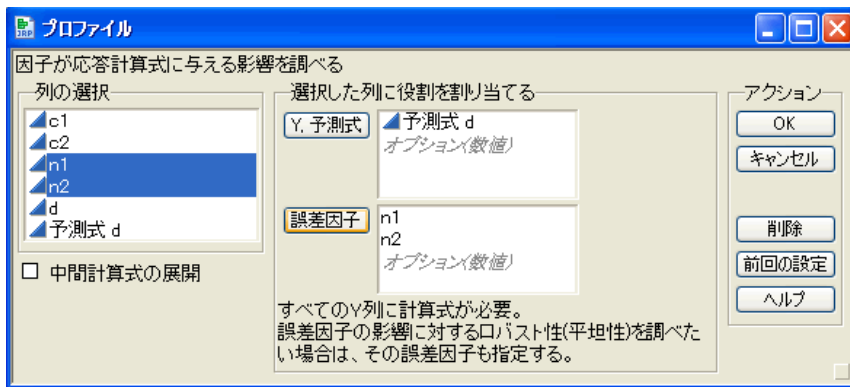 プロファイル
因子が応答計算式に与える影響を調べる
列の選択
c1
c2
n1
n2
d
予測式 d
中間計算式の展開
選択した列に役割を割り当てる
Y, 予測式
予測式 d
オプション(数値)
誤差因子
n1
n2
オプション(数値)
すべてのY列に計算式が必要。
誤差因子の影響に対するロバスト性(平坦性)を調べた
い場合は、その誤差因子も指定する。
アクション
OK
キャンセル
削除
前回の設定
ヘルプ